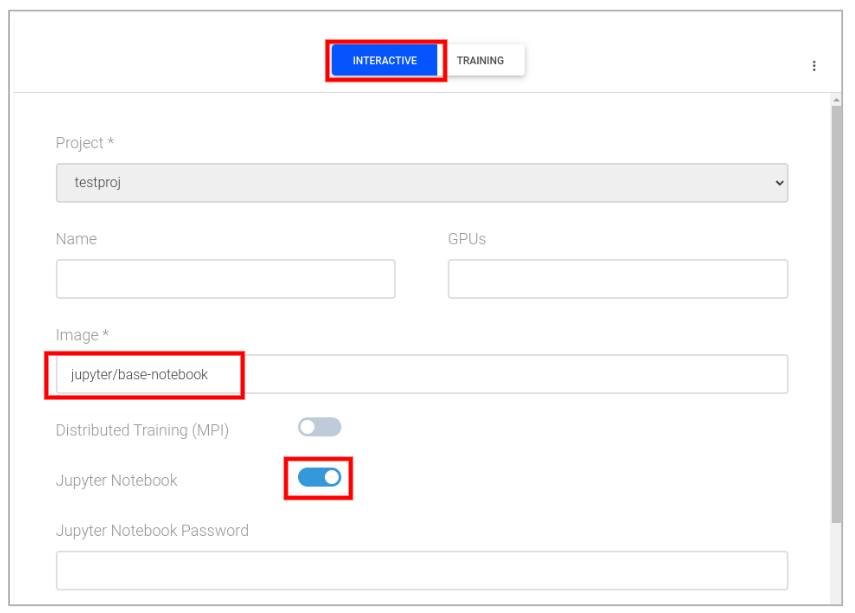 INTERACTIVE TRAINING
Project *
testproj
Name GPUs
Image *
jupyter/base-notebook
Distributed Training (MPI)
Jupyter Notebook
Jupyter Notebook Password